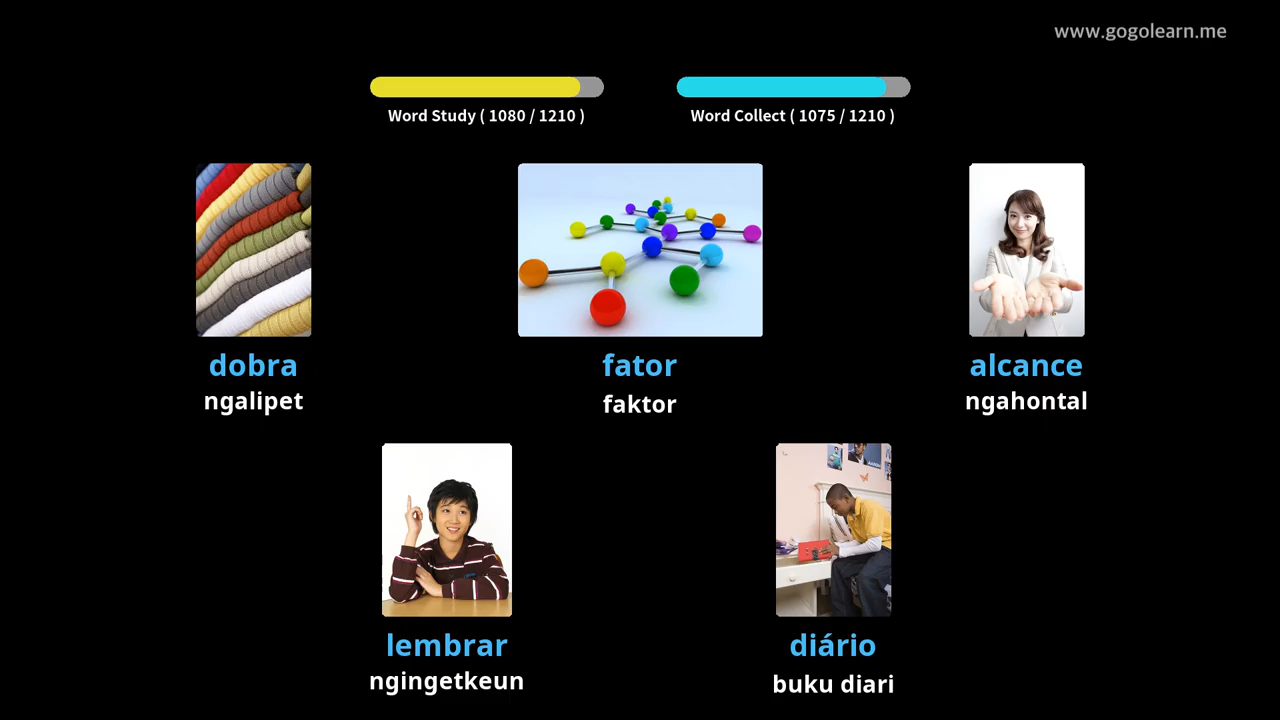 www.gogolearn.me
Word Study ( 1080 / 1210 )
Word Collect ( 1075 / 1210 )
dobra
ngalipet
fator
faktor
alcance
ngahontal
lembrar
ngingetkeun
diário
buku diari